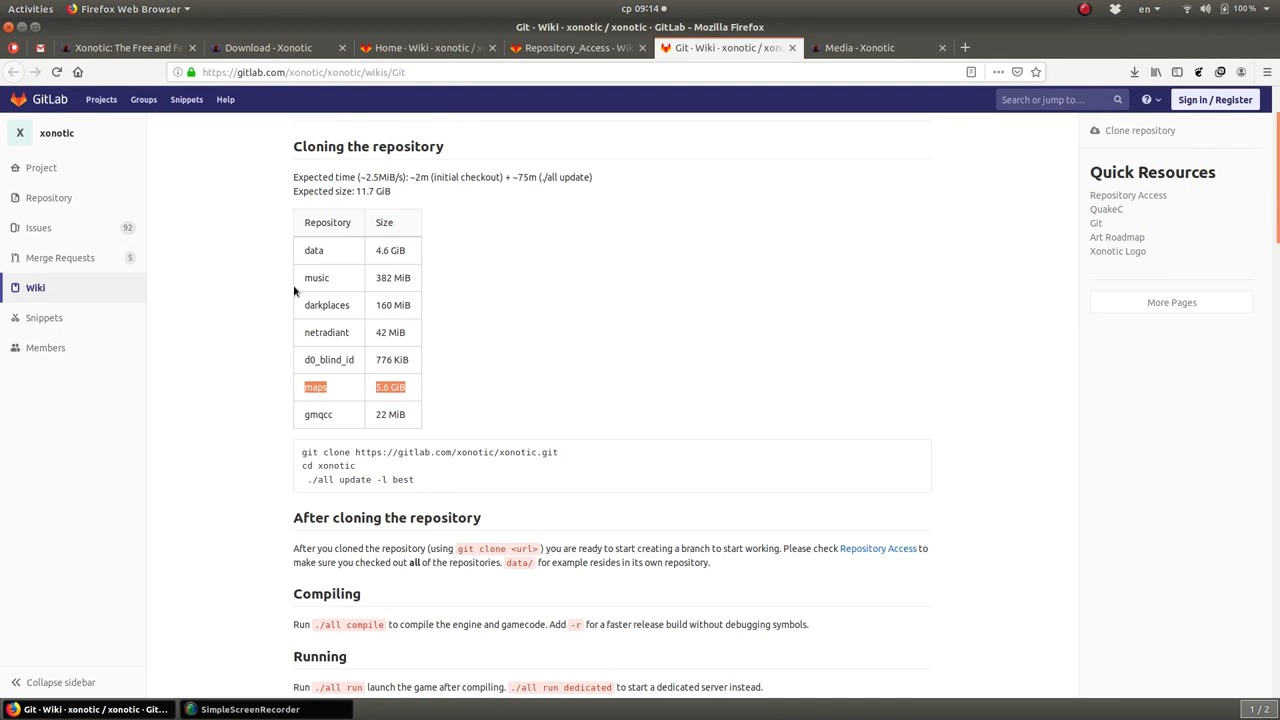 Activities
Firefox Web Browser
ср 09:14
en
100 %
Git · Wiki · xonotic / xonotic · GitLab - Mozilla Firefox
Xonotic: The Free and Fa
Download - Xonotic
Home · Wiki · xonotic / x
Repository_Access · Wiki
Git · Wiki · xonotic / xon
Media - Xonotic
https://gitlab.com/xonotic/xonotic/wikis/Git
GitLab
Projects
Groups
Snippets
Help
Search or jump to...
Sign in / Register
X
xonotic
Project
Repository
Issues
92
Merge Requests
5
Wiki
Snippets
Members
Collapse sidebar
Cloning the repository
Expected time (~2.5MiB/s): ~2m (initial checkout) + ~75m (./all update)
Expected size: 11.7 GiB
Repository Size
data 4.6 GiB
music 382 MiB
darkplaces 160 MiB
netradiant 42 MiB
d0_blind_id 776 KiB
maps 5.6 GiB
gmqcc 22 MiB
git clone https://gitlab.com/xonotic/xonotic.git
cd xonotic
./all update -l best
After cloning the repository
After you cloned the repository (using git clone <url> ) you are ready to start creating a branch to start working. Please check Repository Access to
make sure you checked out all of the repositories. data/ for example resides in its own repository.
Compiling
Run ./all compile to compile the engine and gamecode. Add -r for a faster release build without debugging symbols.
Running
Run ./all run launch the game after compiling. ./all run dedicated to start a dedicated server instead.
Clone repository
Quick Resources
Repository Access
QuakeC
Git
Art Roadmap
Xonotic Logo
More Pages
Git · Wiki · xonotic / xonotic · Git...
SimpleScreenRecorder
1 / 2